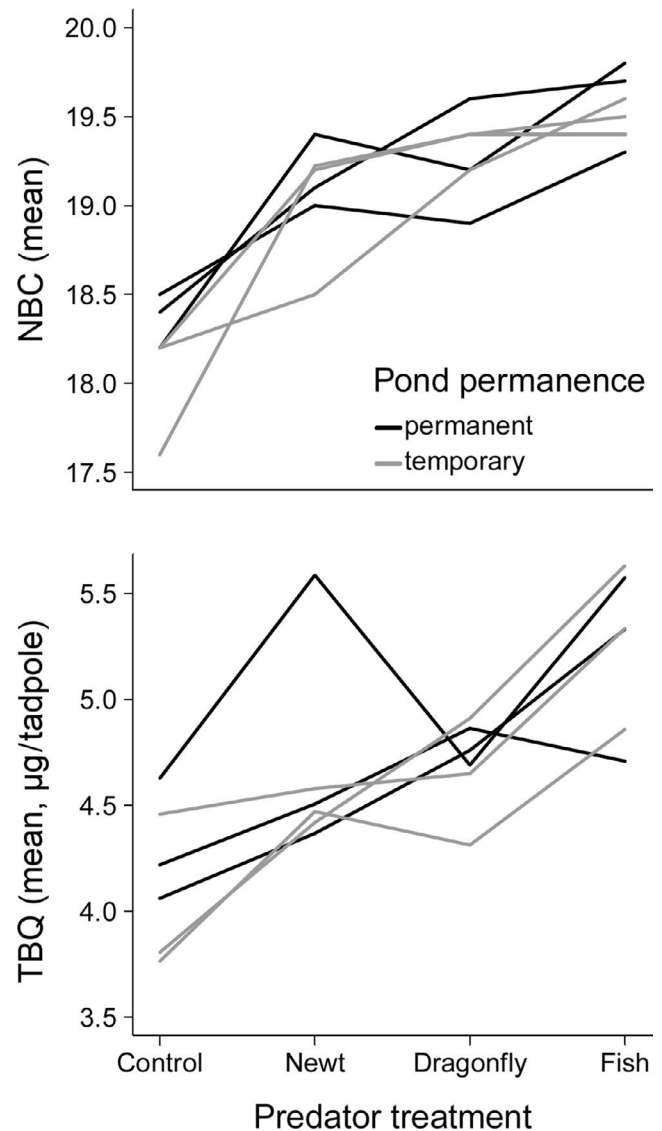 20.0
19.5
19.0
18.5
18.0
17.5
NBC (mean)
Pond permanence
permanent
temporary
5.5
5.0
4.5
4.0
3.5
TBQ (mean, µg/tadpole)
Control Newt Dragonfly Fish
Predator treatment